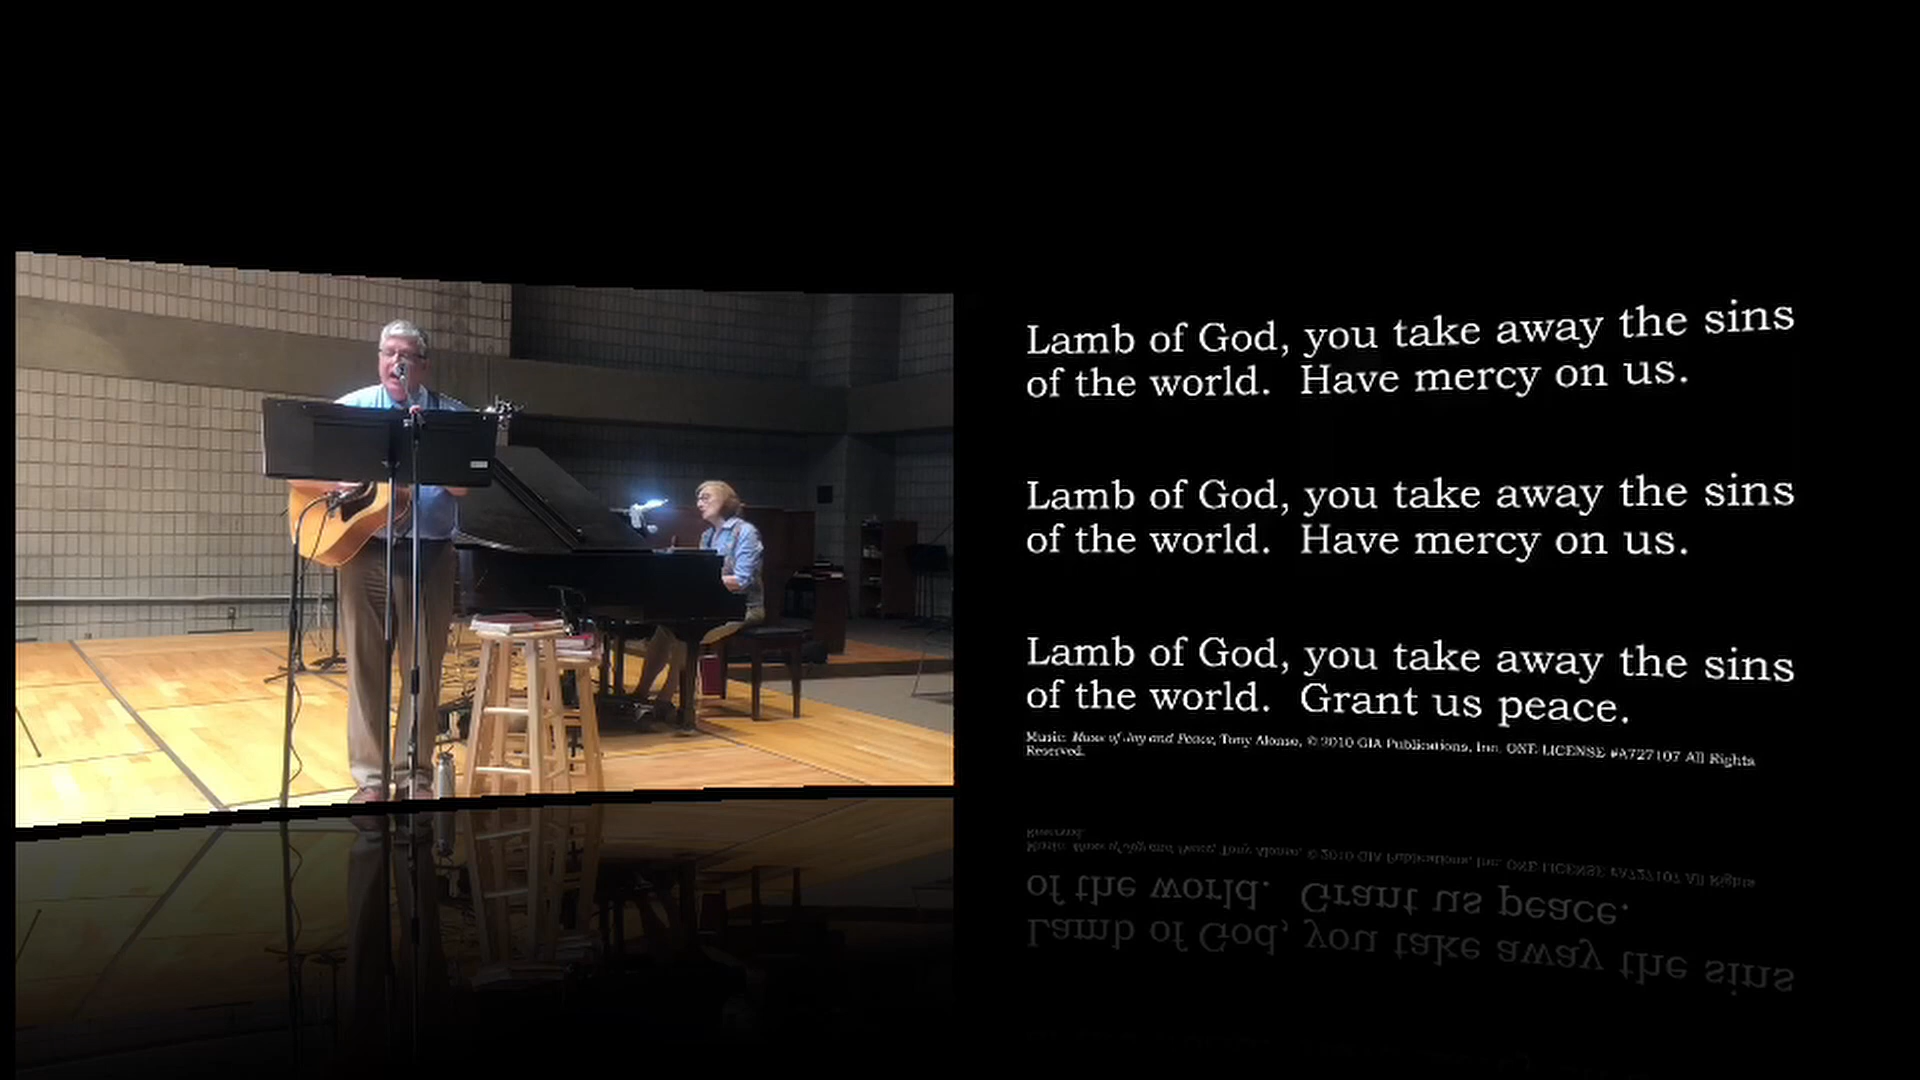 Lamb of God, you take away the sins
of the world.  Have mercy on us.
Lamb of God, you take away the sins
of the world.  Have mercy on us.
Lamb of God, you take away the sins
of the world.  Grant us peace.
Music: Mass of Joy and Peace, Tony Alonso, © 2010 GIA Publications, Inc. ONE LICENSE #A727107 All Rights
Reserved.